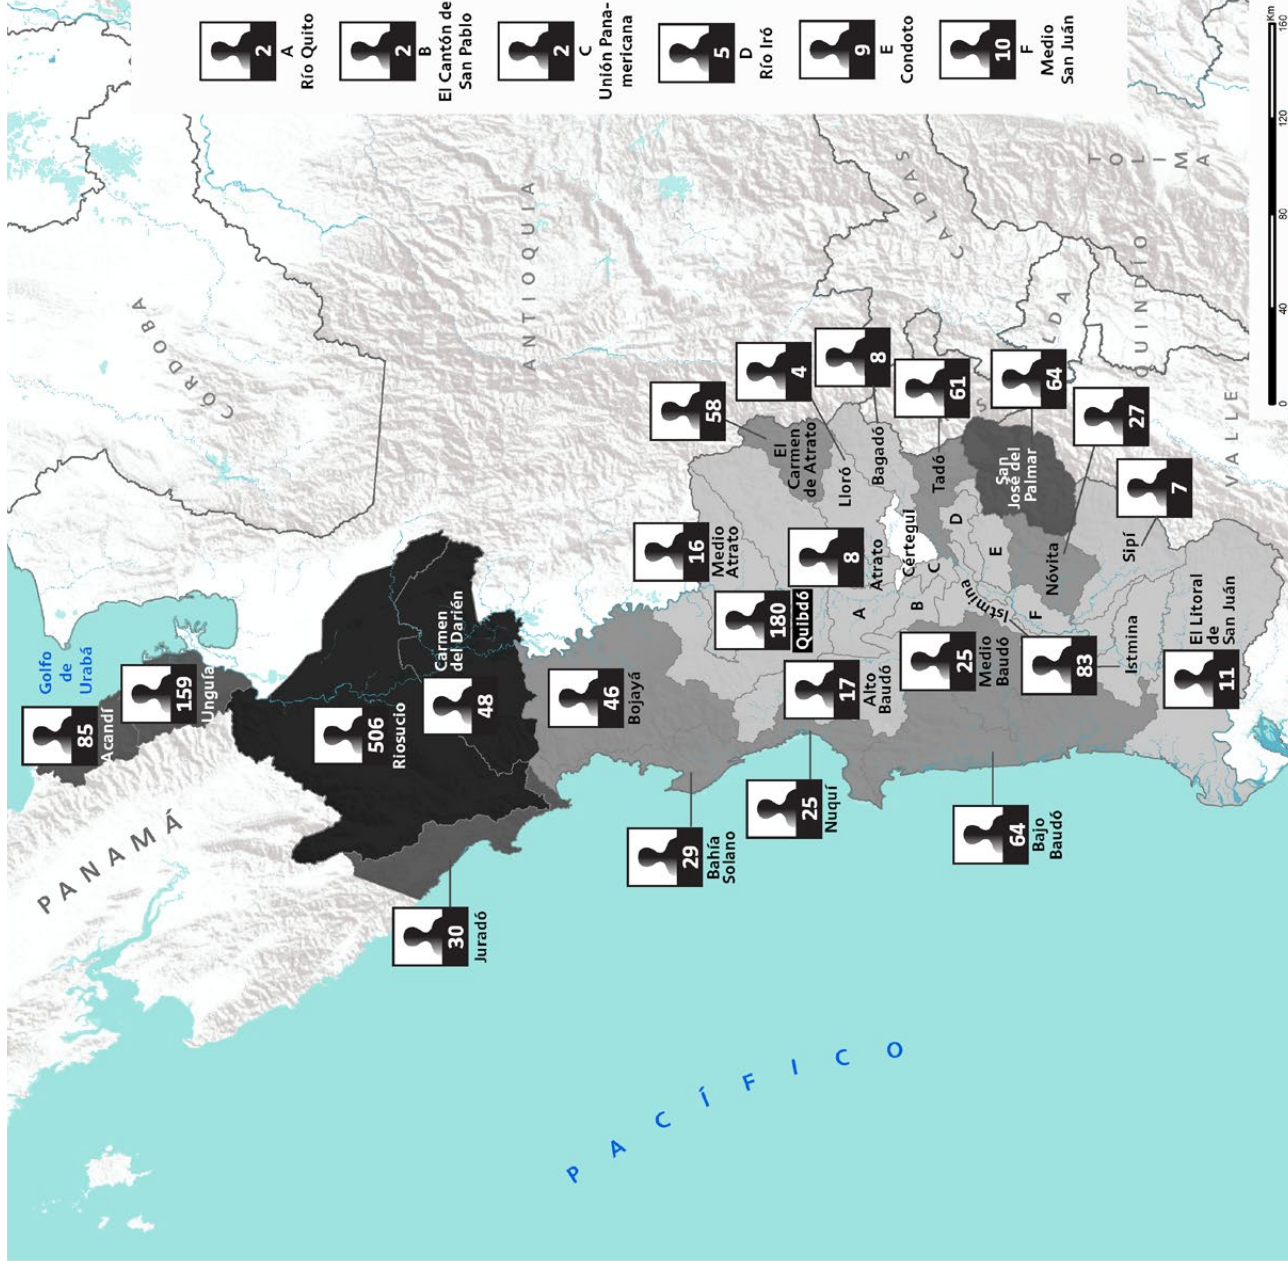 Golfo
de
Urabá
CÓRDOBA
PANAMÁ
ANTIOQUIA
CALDAS
TOLIMA
QUINDÍO
LDA
VALLE
PACÍFICO
85
Acandí
159
Unguía
506
Riosucio
48
Carmen
del Darién
30
Juradó
46
Bojayá
29
Bahía
Solano
16
Medio
Atrato
180
Quibdó
58
El
Carmen
de Atrato
4
Lloró
8
Bagadó
8
Atrato
Cértegui
61
Tadó
64
San
José del
Palmar
27
Nóvita
7
Sipí
17
Alto
Baudó
25
Nuquí
25
Medio
Baudó
64
Bajo
Baudó
83
Istmina
Istmina
11
El Litoral
de
San Juán
A
B
C
D
E
F
2
A
Río Quito
2
B
El Cantón de
San Pablo
2
C
Unión Pana-
mericana
5
D
Río Iró
9
E
Condoto
10
F
Medio
San Juán
0 40 80 120 160
Km